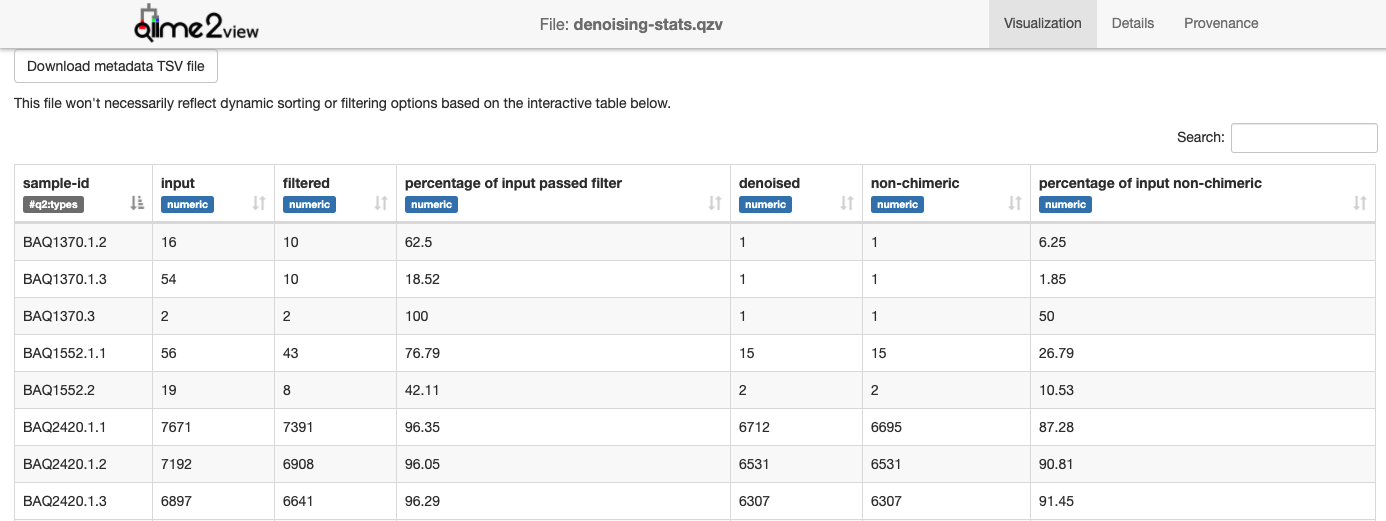 qiime2view File: denoising-stats.qzv Visualization Details Provenance
Download metadata TSV file
This file won't necessarily reflect dynamic sorting or filtering options based on the interactive table below.
Search:
sample-id input filtered percentage of input passed filter denoised non-chimeric percentage of input non-chimeric
#q2:types numeric numeric numeric numeric numeric numeric
BAQ1370.1.2 16 10 62.5 1 1 6.25
BAQ1370.1.3 54 10 18.52 1 1 1.85
BAQ1370.3 2 2 100 1 1 50
BAQ1552.1.1 56 43 76.79 15 15 26.79
BAQ1552.2 19 8 42.11 2 2 10.53
BAQ2420.1.1 7671 7391 96.35 6712 6695 87.28
BAQ2420.1.2 7192 6908 96.05 6531 6531 90.81
BAQ2420.1.3 6897 6641 96.29 6307 6307 91.45